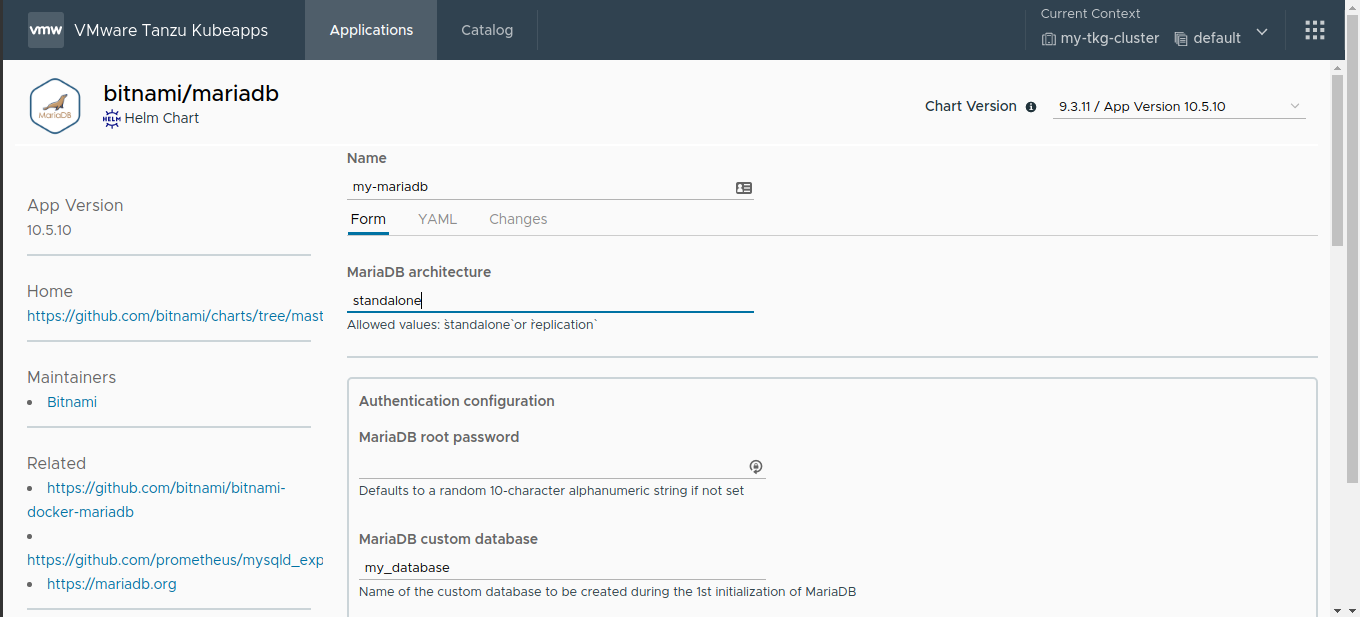 vmw VMware Tanzu Kubeapps Applications Catalog
Current Context
my-tkg-cluster default
MariaDB
bitnami/mariadb
HELM Helm Chart
Chart Version 9.3.11 / App Version 10.5.10
App Version
10.5.10
Home
https://github.com/bitnami/charts/tree/mast
Maintainers
Bitnami
Related
https://github.com/bitnami/bitnami-
docker-mariadb
https://github.com/prometheus/mysqld_exp
https://mariadb.org
Name
my-mariadb
Form YAML Changes
MariaDB architecture
standalone
Allowed values: `standalone` or `replication`
Authentication configuration
MariaDB root password
Defaults to a random 10-character alphanumeric string if not set
MariaDB custom database
my_database
Name of the custom database to be created during the 1st initialization of MariaDB